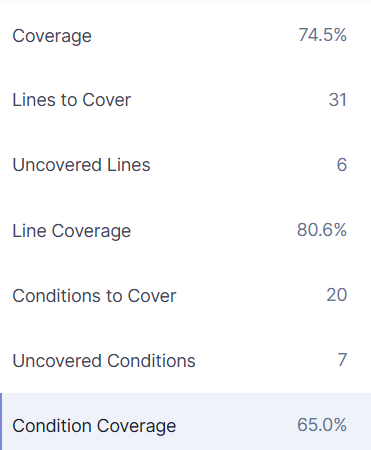 Coverage 74.5%
Lines to Cover 31
Uncovered Lines 6
Line Coverage 80.6%
Conditions to Cover 20
Uncovered Conditions 7
Condition Coverage 65.0%